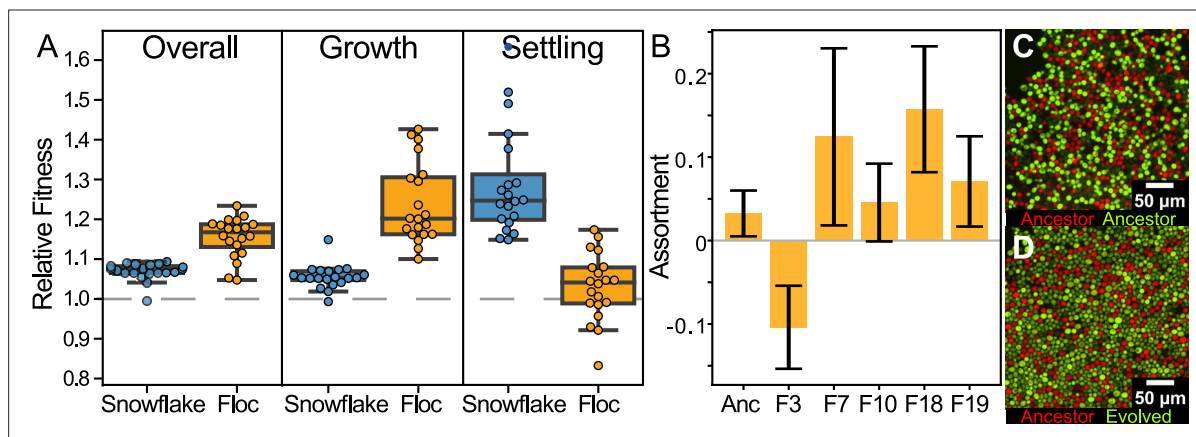 A
Overall
Growth
Settling
Relative Fitness
1.6
1.5
1.4
1.3
1.2
1.1
1.0
0.9
0.8
Snowflake Floc Snowflake Floc Snowflake Floc
B
Assortment
0.2
0.1
0
-0.1
Anc F3 F7 F10 F18 F19
C
50 µm
Ancestor Ancestor
D
50 µm
Ancestor Evolved